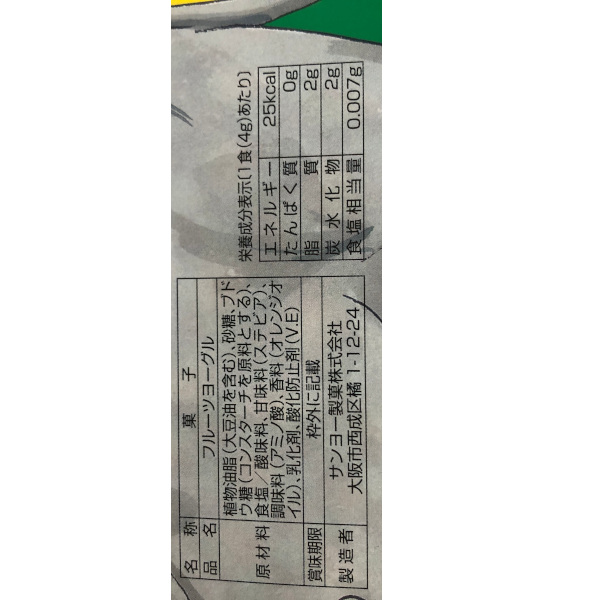 名称 菓子
品名 フルーツヨーグル
原材料 植物油脂(大豆油を含む)、砂糖、ブド
ウ糖(コンスターチを原料とする)、
食塩/酸味料、甘味料(ステビア)、
調味料(アミノ酸)、香料(オレンジオ
イル)、乳化剤、酸化防止剤(V.E)
賞味期限 枠外に記載
製造者 サンヨー製菓株式会社
大阪市西成区橘1-12-24
栄養成分表示〔1食(4g)あたり〕
エネルギー 25kcal
たんぱく質 0g
脂質 2g
炭水化物 2g
食塩相当量 0.007g